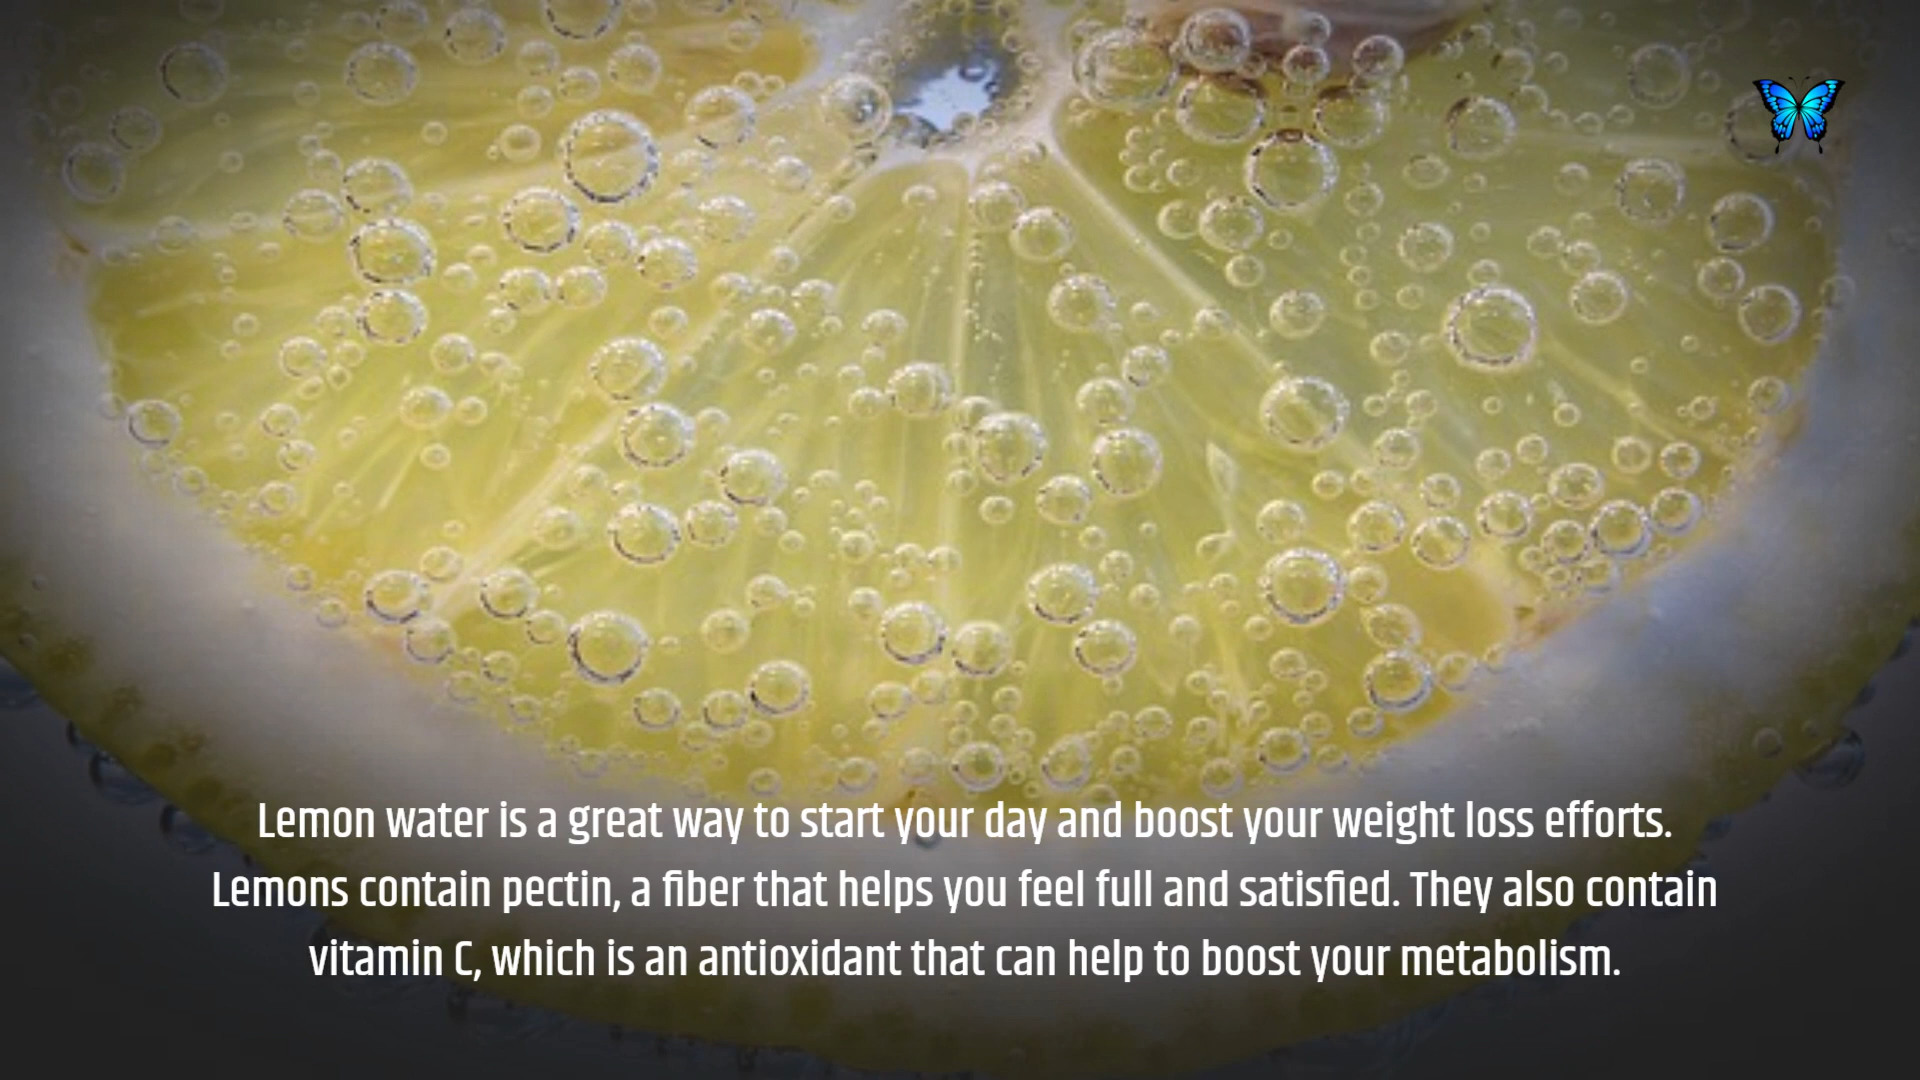 Lemon water is a great way to start your day and boost your weight loss efforts.
Lemons contain pectin, a fiber that helps you feel full and satisfied. They also contain
vitamin C, which is an antioxidant that can help to boost your metabolism.